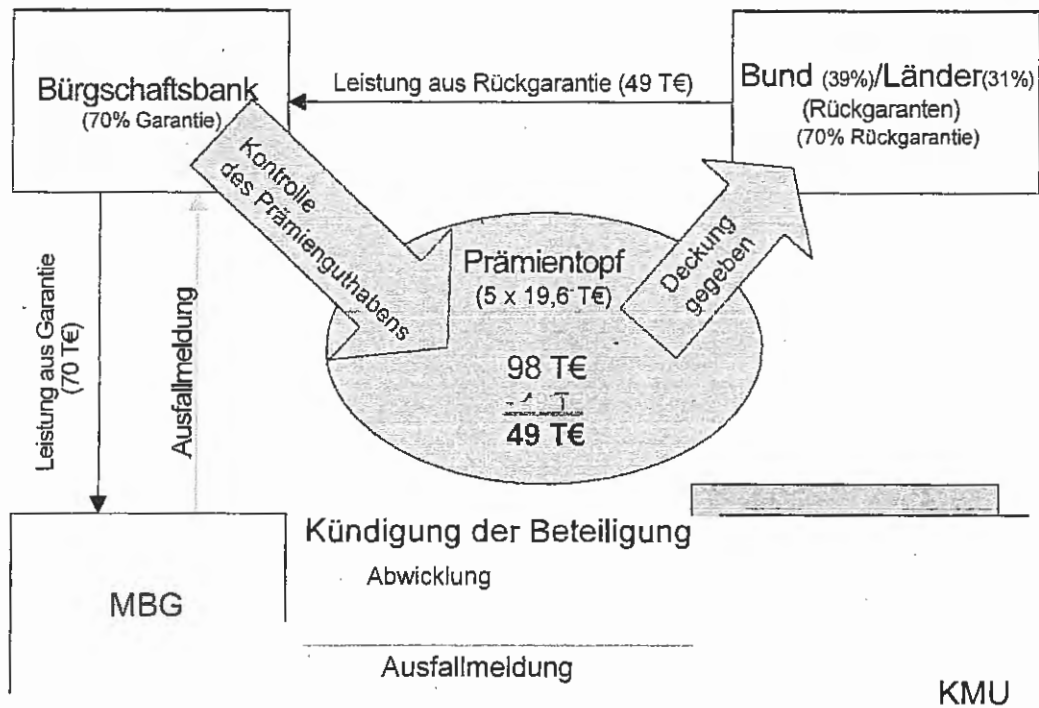 Bürgschaftsbank
(70% Garantie)
Leistung aus Rückgarantie (49 T€)
Bund (39%)/Länder(31%)
(Rückgaranten)
(70% Rückgarantie)
Kontrolle
des Prämienguthabens
Prämientopf
(5 x 19,6 T€)
98 T€
49 T€
Deckung
gegeben
Leistung aus Garantie
(70 T€)
Ausfallmeldung
Kündigung der Beteiligung
Abwicklung
MBG
Ausfallmeldung
KMU